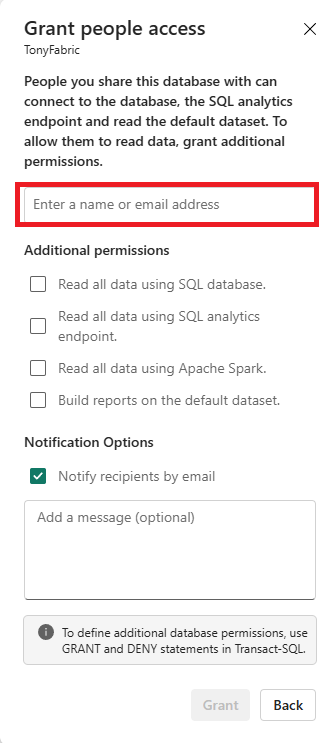 Grant people access
TonyFabric
People you share this database with can
connect to the database, the SQL analytics
endpoint and read the default dataset. To
allow them to read data, grant additional
permissions.
Enter a name or email address
Additional permissions
Read all data using SQL database.
Read all data using SQL analytics
endpoint.
Read all data using Apache Spark.
Build reports on the default dataset.
Notification Options
Notify recipients by email
Add a message (optional)
To define additional database permissions, use
GRANT and DENY statements in Transact-SQL.
Grant
Back